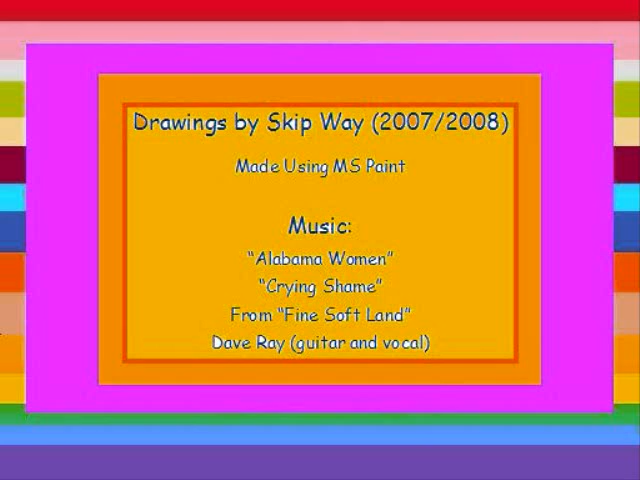 Drawings by Skip Way (2007/2008)
Made Using MS Paint
Music:
“Alabama Women”
“Crying Shame”
From “Fine Soft Land”
Dave Ray (guitar and vocal)